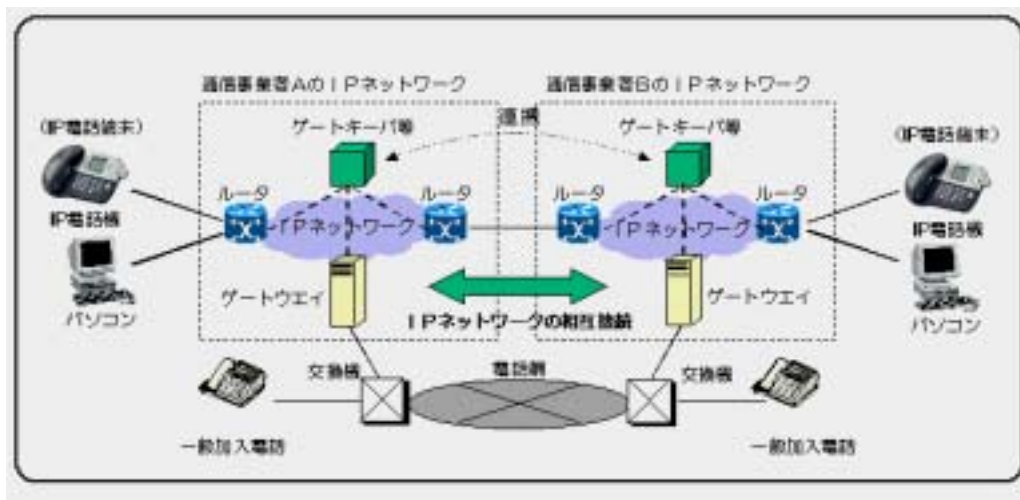 通信事業者AのIPネットワーク
通信事業者BのIPネットワーク
連携
ゲートキーパ等
ゲートキーパ等
(IP電話端末)
(IP電話端末)
ルータ
ルータ
ルータ
ルータ
IP電話機
IP電話機
IPネットワーク
IPネットワーク
パソコン
パソコン
ゲートウエイ
ゲートウエイ
IPネットワークの相互接続
交換機
電話網
交換機
一般加入電話
一般加入電話